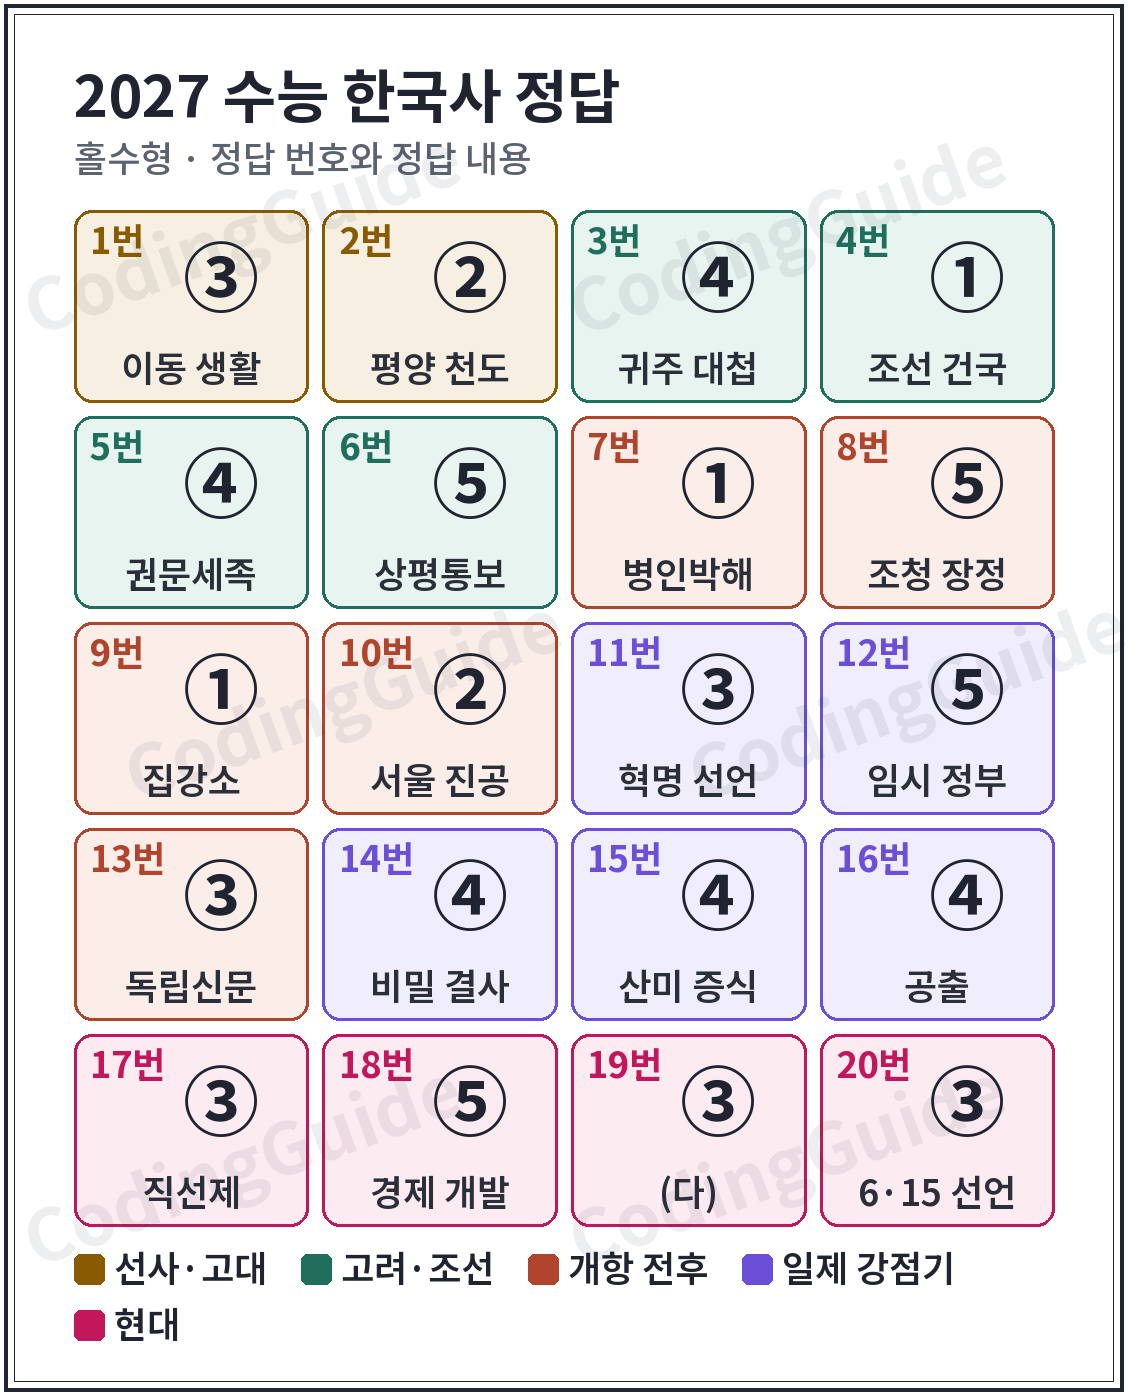 2027 수능 한국사 정답
홀수형 · 정답 번호와 정답 내용
1번 ③
이동 생활
2번 ②
평양 천도
3번 ④
귀주 대첩
4번 ①
조선 건국
5번 ④
권문세족
6번 ⑤
상평통보
7번 ①
병인박해
8번 ⑤
조청 장정
9번 ①
집강소
10번 ②
서울 진공
11번 ③
혁명 선언
12번 ⑤
임시 정부
13번 ③
독립신문
14번 ④
비밀 결사
15번 ④
산미 증식
16번 ④
공출
17번 ③
직선제
18번 ⑤
경제 개발
19번 ③
(다)
20번 ③
6·15 선언
선사·고대 고려·조선 개항 전후 일제 강점기
현대
CodingGuide
CodingGuide
CodingGuide
CodingGuide
CodingGuide
CodingGuide